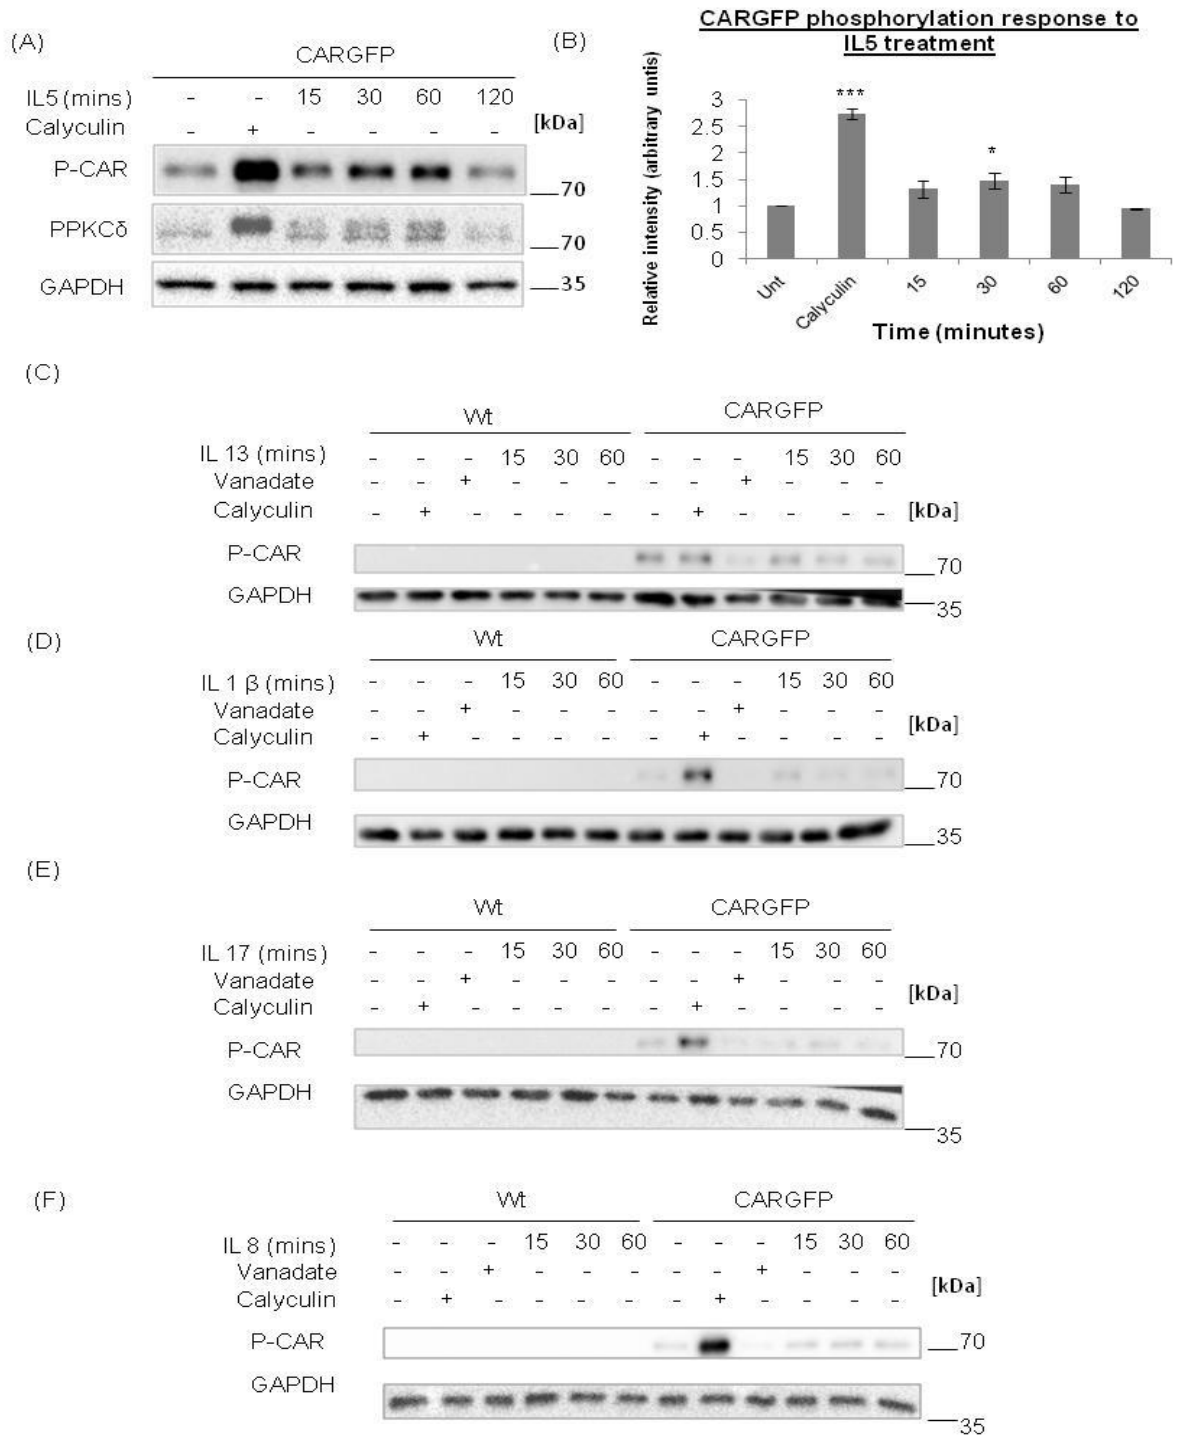 (A)
CARGFP
IL5 (mins) - - 15 30 60 120
Calyculin - + - - - - [kDa]
P-CAR
70
PPKCδ
70
GAPDH 35
(B)
CARGFP phosphorylation response to
IL5 treatment
Relative intensity (arbitrary untis)
3
2.5
2
1.5
1
0.5
0
***
*
Unt Calyculin 15 30 60 120
Time (minutes)
(C)
Wt CARGFP
IL 13 (mins) - - - 15 30 60 - - - 15 30 60
Vanadate - - + - - - - - + - - -
Calyculin - + - - - - - + - - - - [kDa]
P-CAR 70
GAPDH 35
(D)
Wt CARGFP
IL 1 β (mins) - - - 15 30 60 - - - 15 30 60
Vanadate - - + - - - - - + - - - [kDa]
Calyculin - + - - - - - + - - - -
P-CAR 70
GAPDH 35
(E)
Wt CARGFP
IL 17 (mins) - - - 15 30 60 - - - 15 30 60
Vanadate - - + - - - - - + - - - [kDa]
Calyculin - + - - - - - + - - - -
P-CAR 70
GAPDH
35
(F)
Wt CARGFP
IL 8 (mins) - - - 15 30 60 - - - 15 30 60
Vanadate - - + - - - - - + - - - [kDa]
Calyculin - + - - - - - + - - - -
P-CAR 70
GAPDH
35